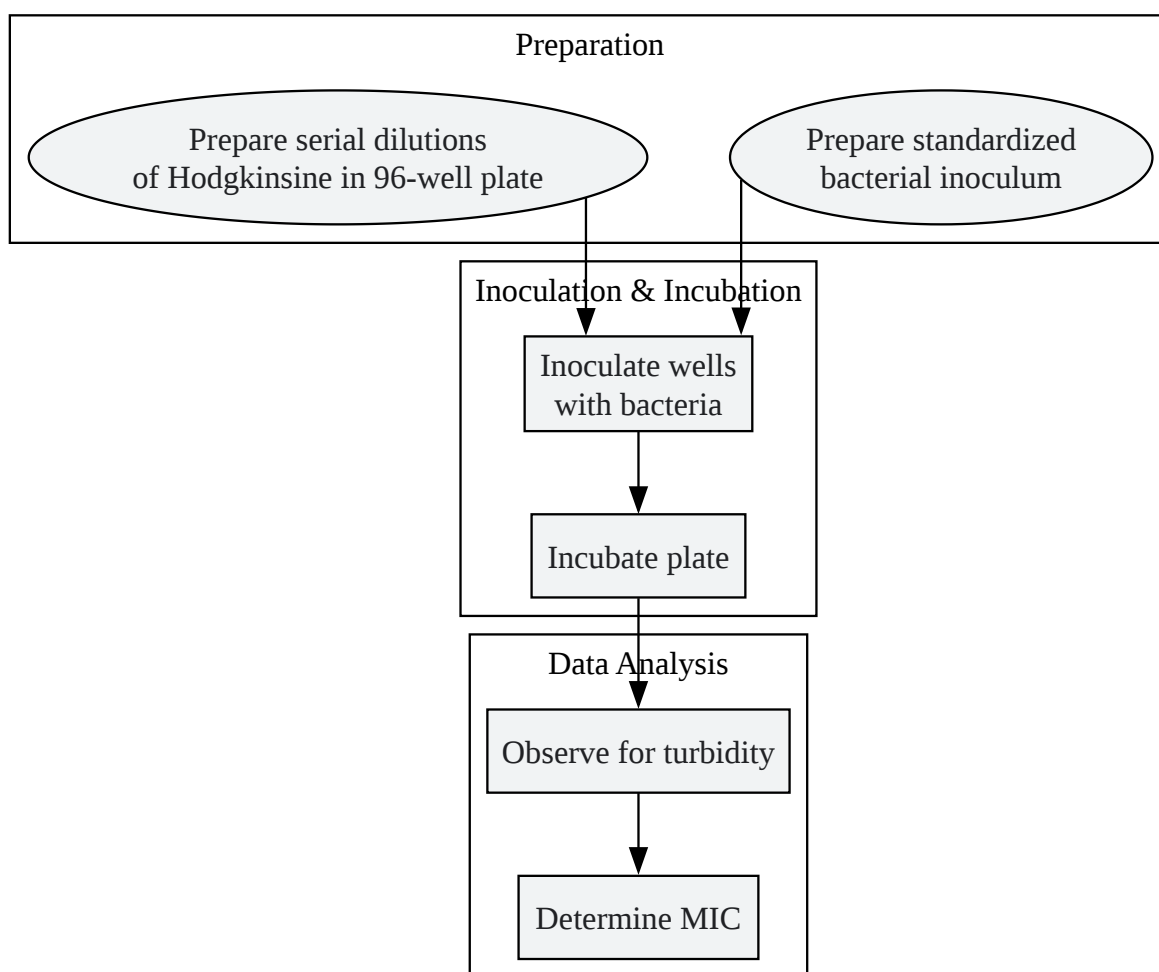 Preparation
Prepare serial dilutions
of Hodgkinsine in 96-well plate
Prepare standardized
bacterial inoculum
Inoculation & Incubation
Inoculate wells
with bacteria
Incubate plate
Data Analysis
Observe for turbidity
Determine MIC